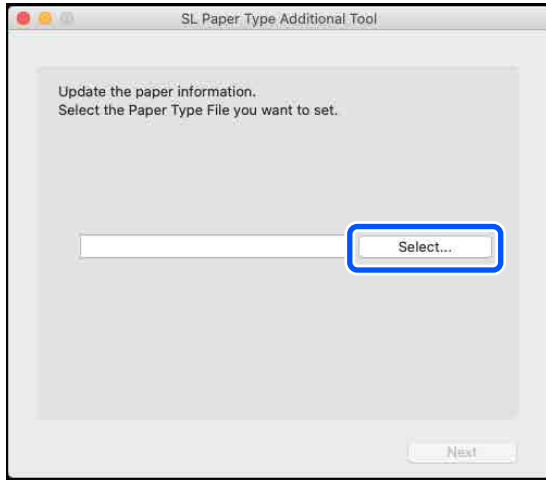 SL Paper Type Additional Tool
Update the paper information.
Select the Paper Type File you want to set.
Select...
Next